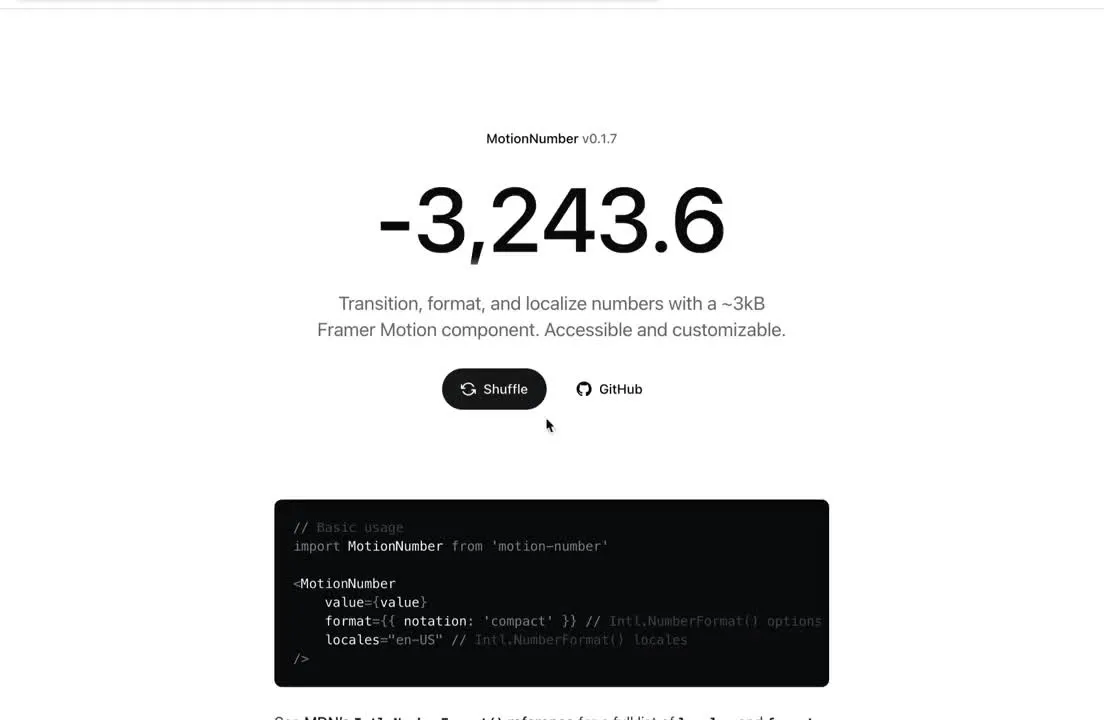 MotionNumber v0.1.7
-3,243.6
Transition, format, and localize numbers with a ~3kB
Framer Motion component. Accessible and customizable.
Shuffle GitHub
// Basic usage
import MotionNumber from 'motion-number'
<MotionNumber
value={value}
format={{ notation: 'compact' }} // Intl.NumberFormat() options
locales="en-US" // Intl.NumberFormat() locales
/>